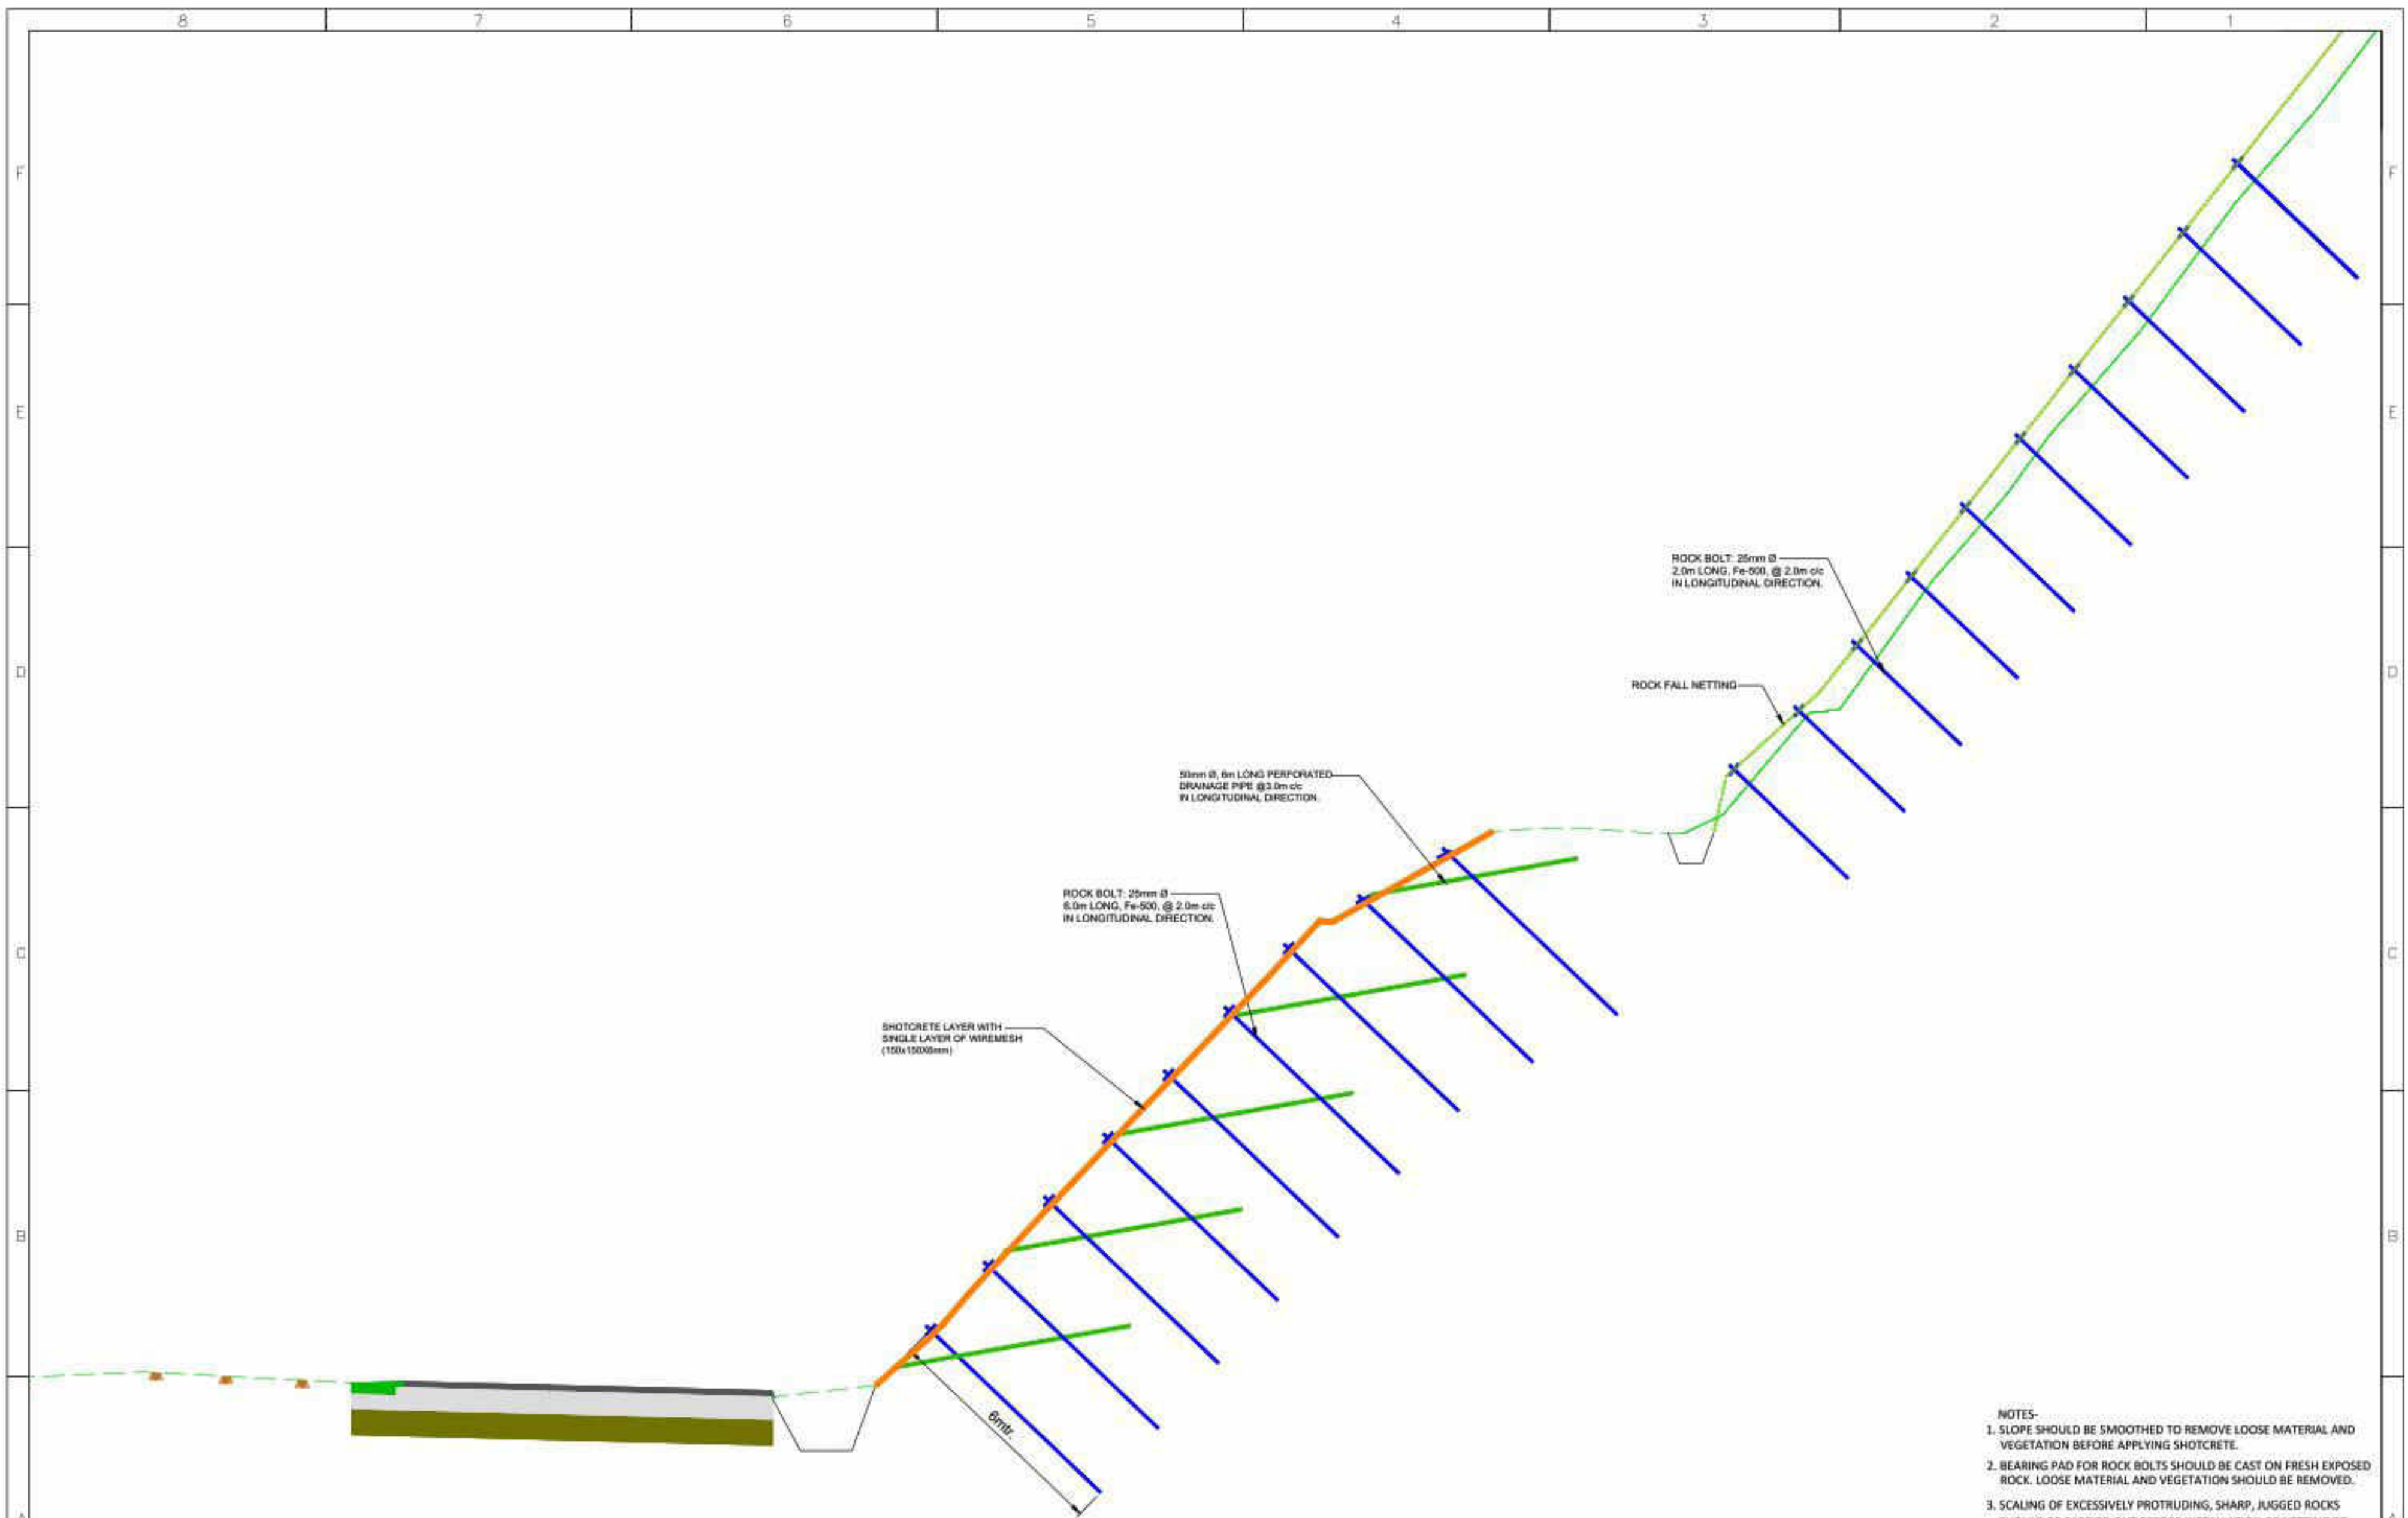 8 7 6 5 4 3 2 1
F F
E E
ROCK BOLT: 25mm Ø
2.0m LONG, Fe-500, @ 2.0m c/c
IN LONGITUDINAL DIRECTION.
D D
ROCK FALL NETTING
50mm Ø, 6m LONG PERFORATED
DRAINAGE PIPE @3.0m c/c
IN LONGITUDINAL DIRECTION.
ROCK BOLT: 25mm Ø
6.0m LONG, Fe-500, @ 2.0m c/c
IN LONGITUDINAL DIRECTION.
C C
SHOTCRETE LAYER WITH
SINGLE LAYER OF WIREMESH
(150x150X6mm)
B B
6mtr.
NOTES-
1. SLOPE SHOULD BE SMOOTHED TO REMOVE LOOSE MATERIAL AND
VEGETATION BEFORE APPLYING SHOTCRETE.
2. BEARING PAD FOR ROCK BOLTS SHOULD BE CAST ON FRESH EXPOSED
ROCK. LOOSE MATERIAL AND VEGETATION SHOULD BE REMOVED.
3. SCALING OF EXCESSIVELY PROTRUDING, SHARP, JUGGED ROCKS